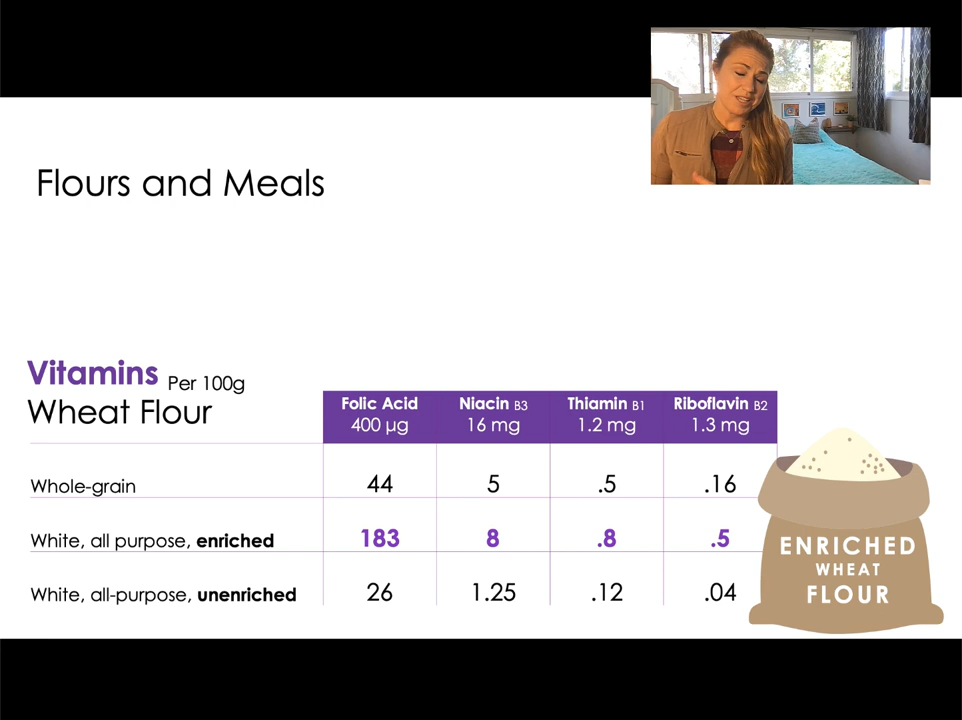 Flours and Meals
Vitamins Per 100g
Wheat Flour
Folic Acid Niacin B3 Thiamin B1 Riboflavin B2
400 µg 16 mg 1.2 mg 1.3 mg
Whole-grain 44 5 .5 .16
White, all purpose, enriched 183 8 .8 .5
White, all-purpose, unenriched 26 1.25 .12 .04
ENRICHED
WHEAT
FLOUR